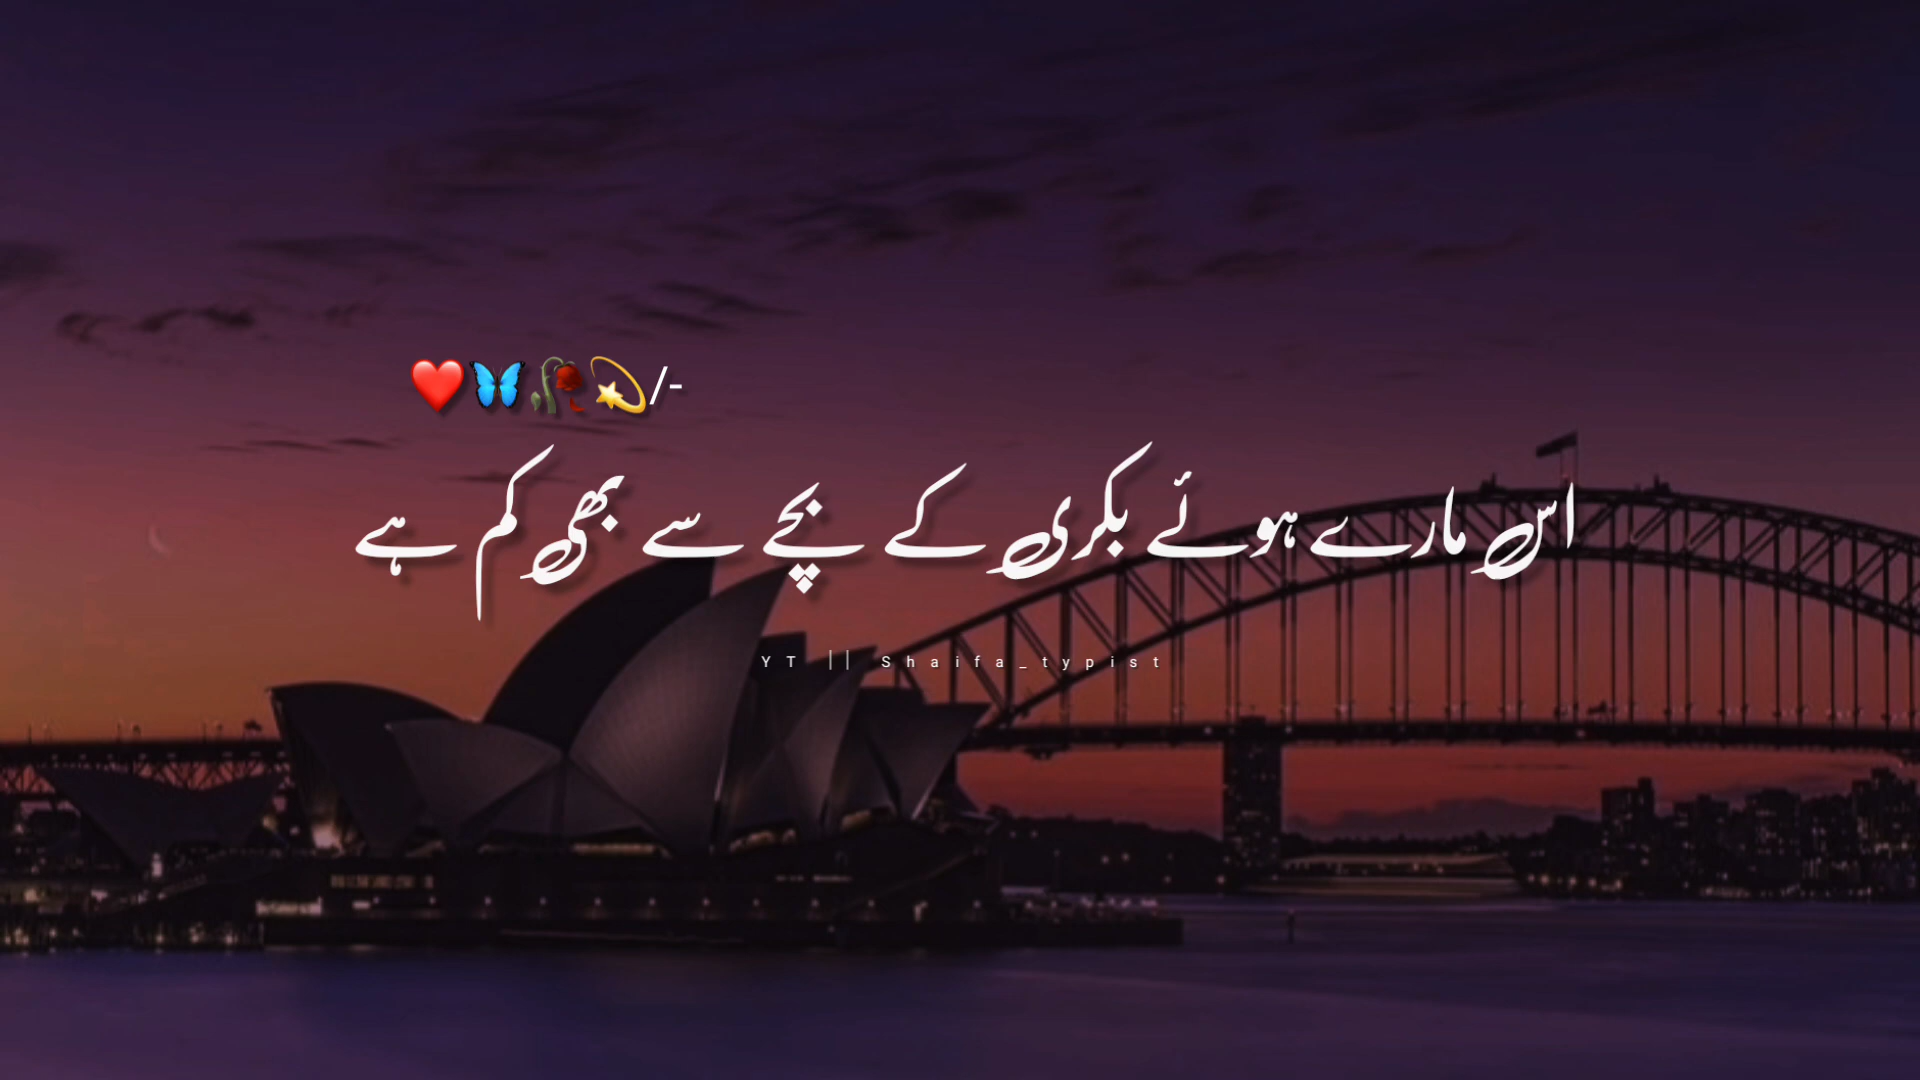 ❤️🦋🥀💫/-
اس مارے ہوئے بکری کے بچے سے بھی کم ہے
YT || Shaifa_typist